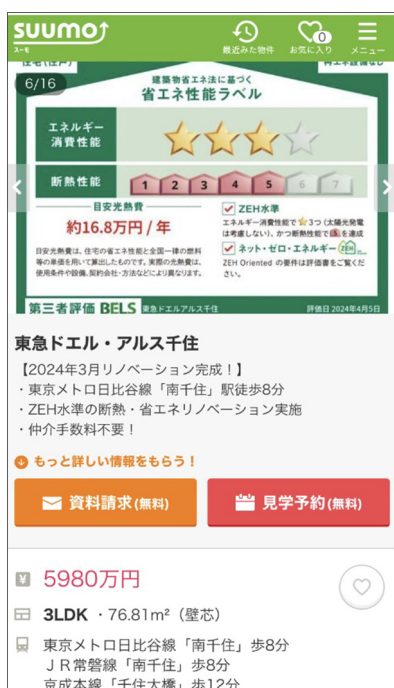 suumo
スーモ
最近みた物件
お気に入り
0
メニュー
6/16
建築物省エネ法に基づく
省エネ性能ラベル
エネルギー
消費性能
断熱性能
1 2 3 4 5 6 7
目安光熱費
約16.8万円 / 年
目安光熱費は、住宅の省エネ性能と全国一律の燃料
等の単価を用いて算出したものです。実際の光熱費は、
使用条件や設備、契約会社・方法などにより異なります。
ZEH水準
エネルギー消費性能で☆3つ（太陽光発電
は考慮しない）、かつ断熱性能で5を達成
ネット・ゼロ・エネルギー
ZEH Oriented の要件は評価書をご覧くだ
さい。
第三者評価 BELS 東急ドエルアルス千住
評価日 2024年4月5日
東急ドエル・アルス千住
【2024年3月リノベーション完成！】
・東京メトロ日比谷線「南千住」駅徒歩8分
・ZEH水準の断熱・省エネリノベーション実施
・仲介手数料不要！
もっと詳しい情報をもらう！
資料請求(無料)
見学予約(無料)
¥ 5980万円
3LDK ・76.81m²（壁芯）
東京メトロ日比谷線「南千住」歩8分
ＪＲ常磐線「南千住」歩8分
京成本線「千住大橋」歩12分